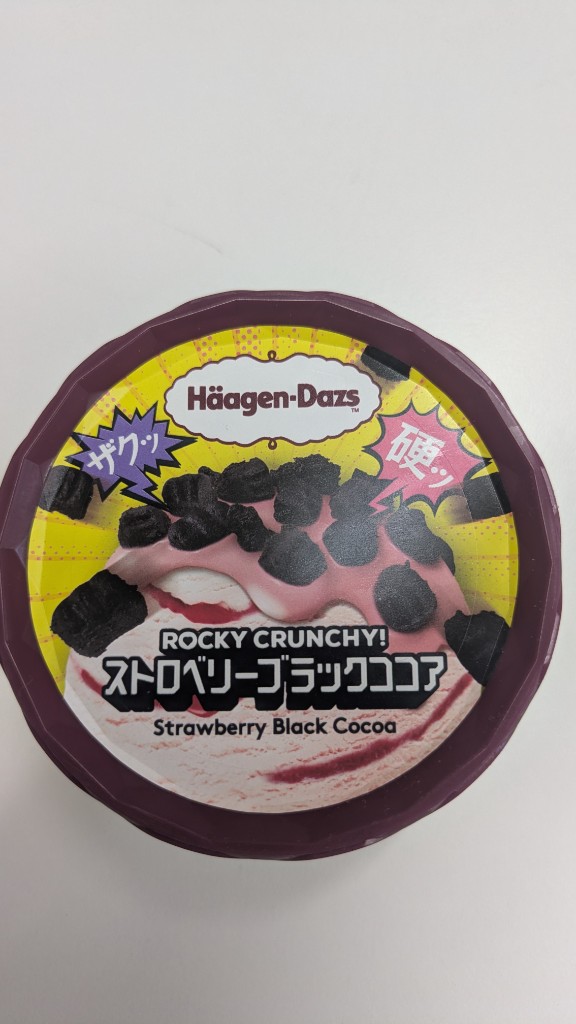 Häagen-Dazs
TM
ザクッ
硬ッ
ROCKY CRUNCHY!
ストロベリーブラックココア
Strawberry Black Cocoa